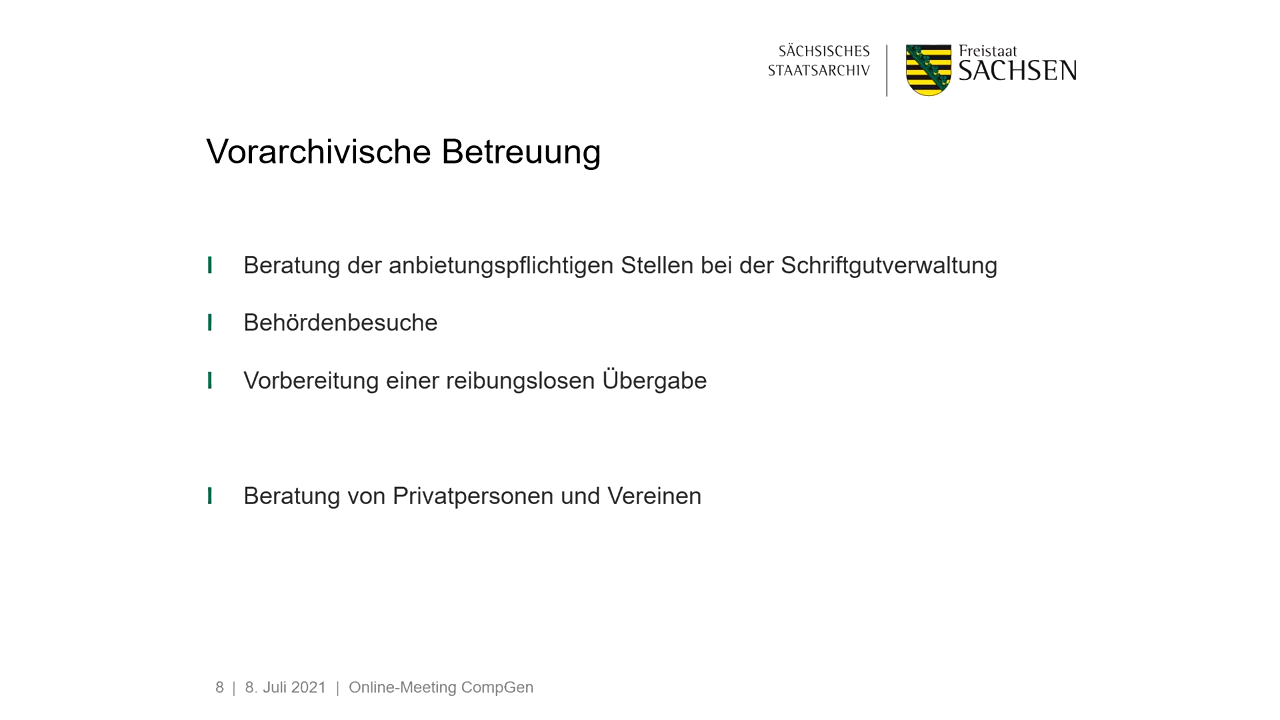 SÄCHSISCHES
STAATSARCHIV
Freistaat
SACHSEN
Vorarchivische Betreuung
Beratung der anbietungspflichtigen Stellen bei der Schriftgutverwaltung
Behördenbesuche
Vorbereitung einer reibungslosen Übergabe
Beratung von Privatpersonen und Vereinen
8 | 8. Juli 2021 | Online-Meeting CompGen